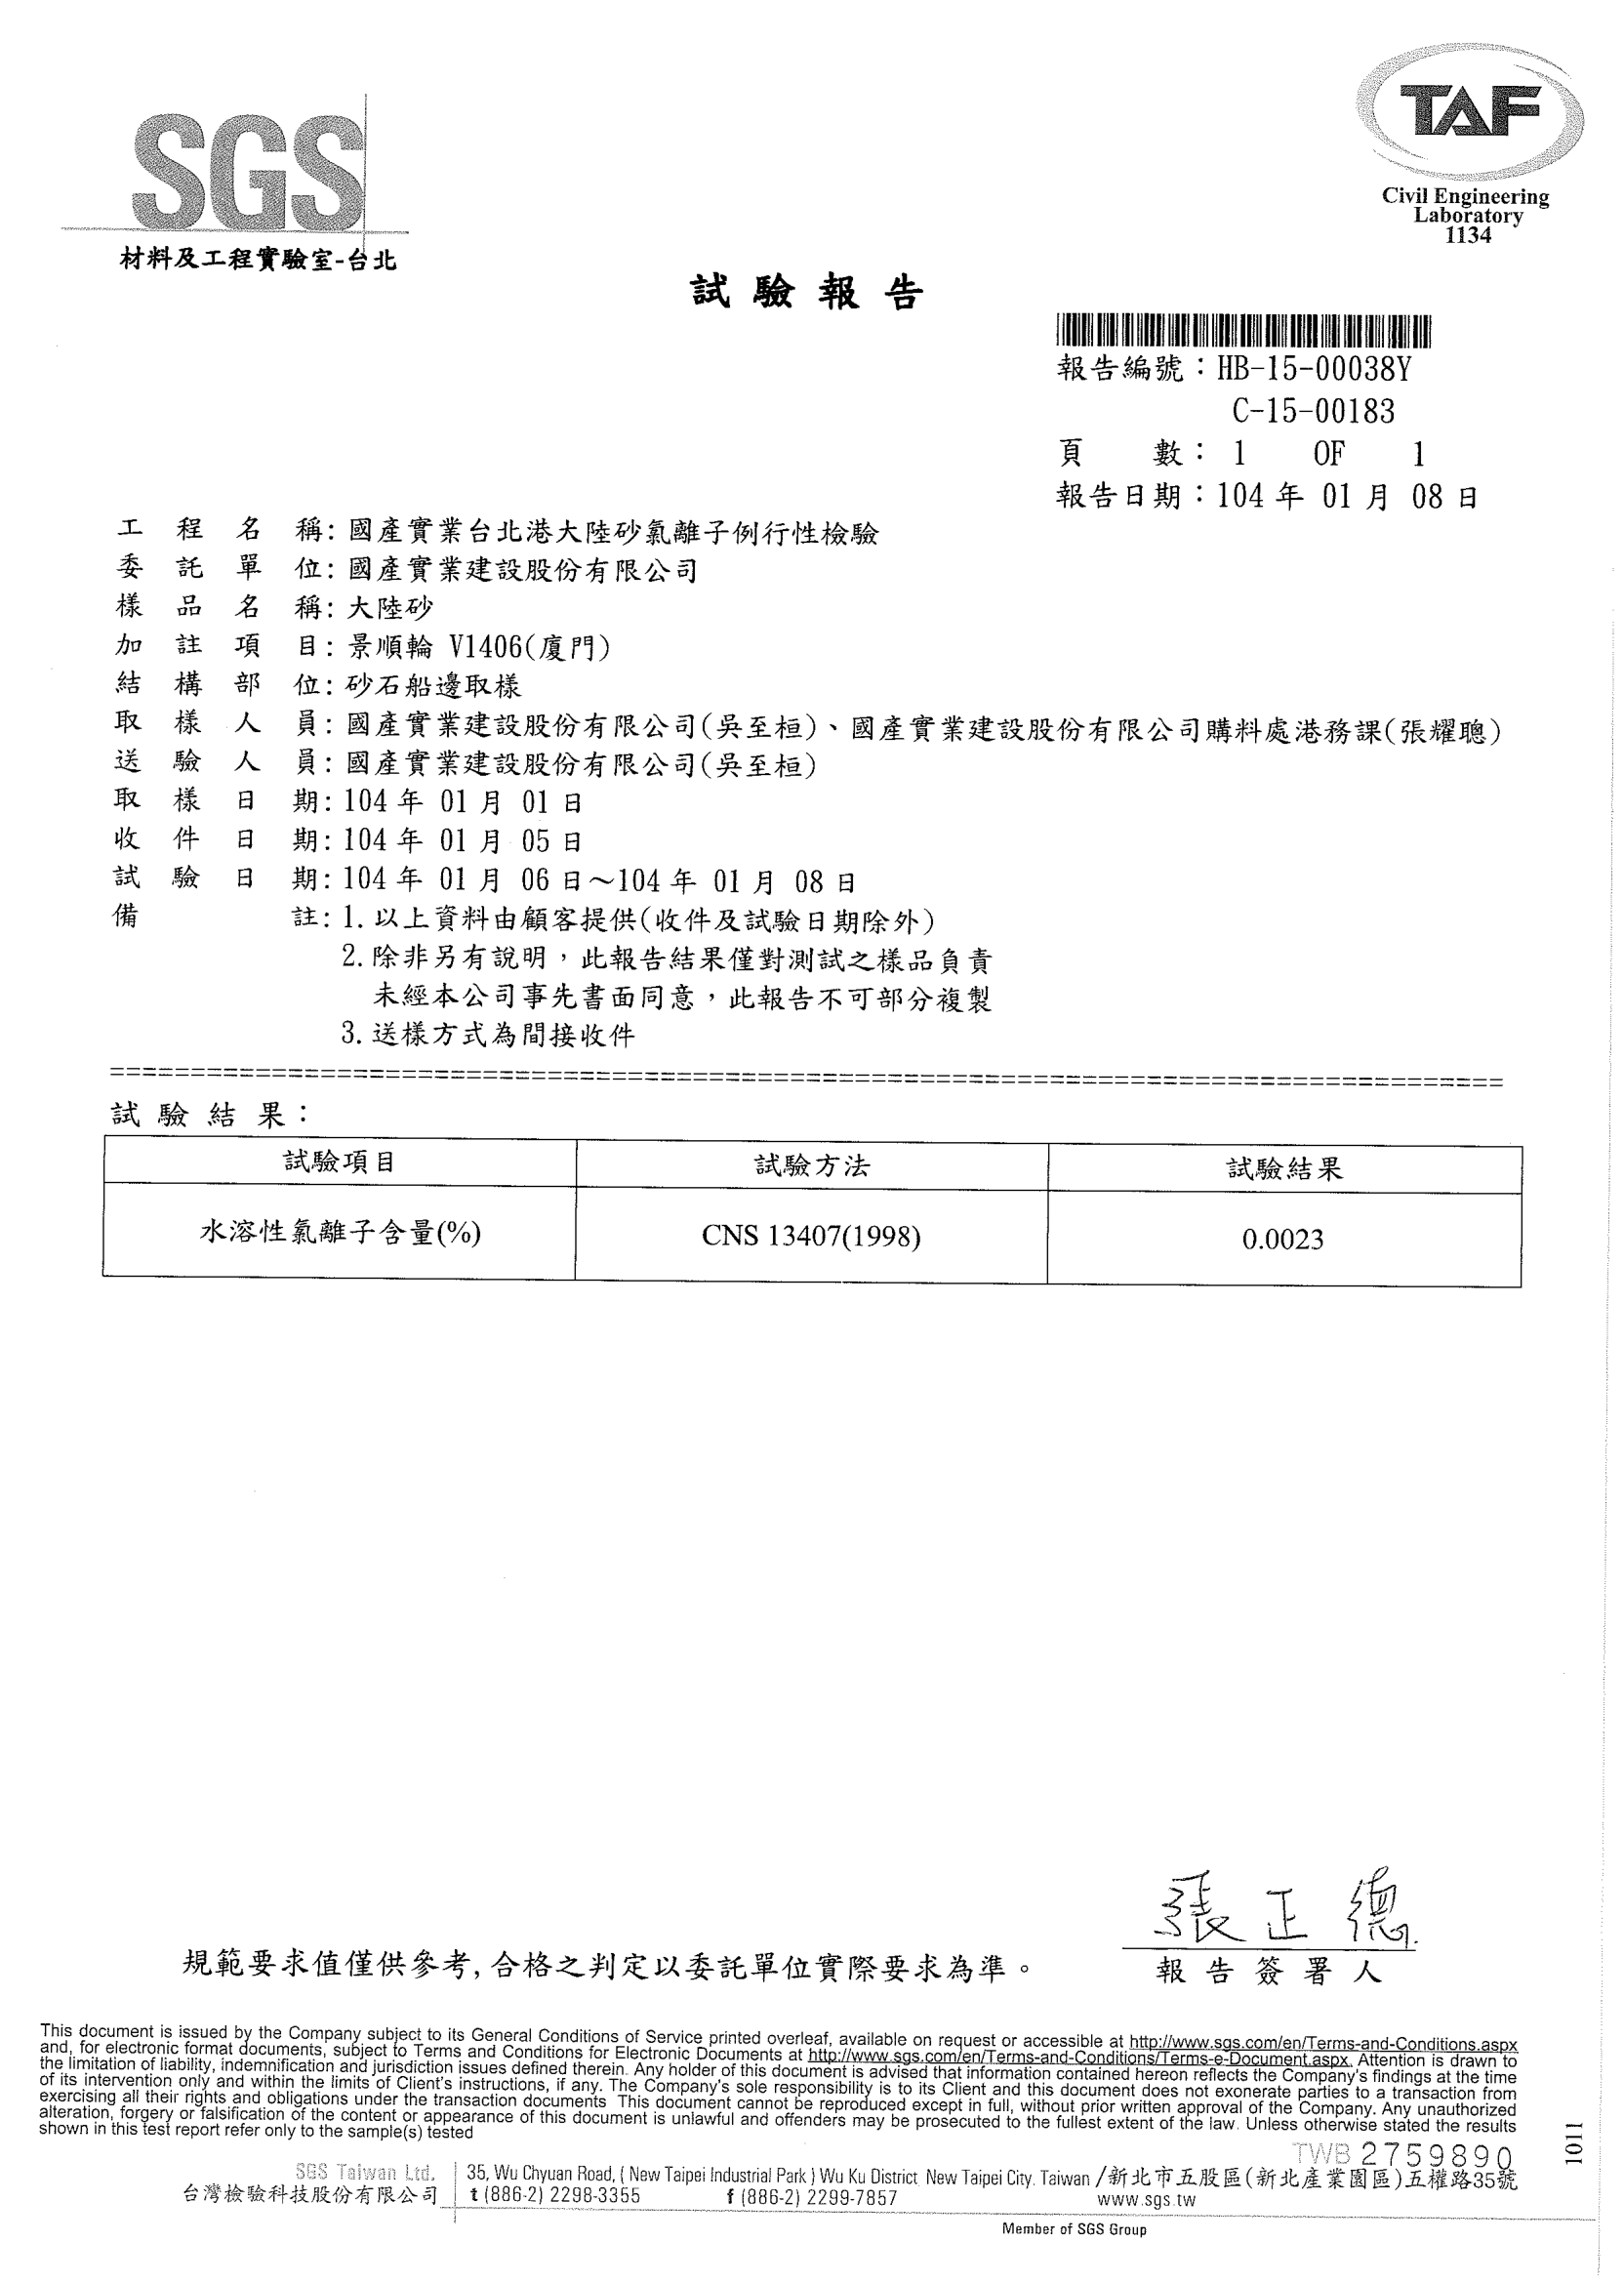 SGS
材料及工程實驗室-台北
TAF
Civil Engineering
Laboratory
1134
試驗報告
報告編號：HB-15-00038Y
C-15-00183
頁 數：1 OF 1
報告日期：104 年 01 月 08 日
工程名稱：國產實業台北港大陸砂氯離子例行性檢驗
委託單位：國產實業建設股份有限公司
樣品名稱：大陸砂
加註項目：景順輪 V1406(廈門)
結構部位：砂石船邊取樣
取樣人員：國產實業建設股份有限公司(吳至桓)、國產實業建設股份有限公司購料處港務課(張耀聰)
送驗人員：國產實業建設股份有限公司(吳至桓)
取樣日期：104 年 01 月 01 日
收件日期：104 年 01 月 05 日
試驗日期：104 年 01 月 06 日～104 年 01 月 08 日
備 註：1. 以上資料由顧客提供(收件及試驗日期除外)
2. 除非另有說明，此報告結果僅對測試之樣品負責
未經本公司事先書面同意，此報告不可部分複製
3. 送樣方式為間接收件
試驗結果：
試驗項目 試驗方法 試驗結果
水溶性氯離子含量(%) CNS 13407(1998) 0.0023
張正德
規範要求值僅供參考, 合格之判定以委託單位實際要求為準。
報告簽署人
This document is issued by the Company subject to its General Conditions of Service printed overleaf, available on request or accessible at http://www.sgs.com/en/Terms-and-Conditions.aspx
and, for electronic format documents, subject to Terms and Conditions for Electronic Documents at http://www.sgs.com/en/Terms-and-Conditions/Terms-e-Document.aspx. Attention is drawn to
the limitation of liability, indemnification and jurisdiction issues defined therein. Any holder of this document is advised that information contained hereon reflects the Company's findings at the time
of its intervention only and within the limits of Client's instructions, if any. The Company's sole responsibility is to its Client and this document does not exonerate parties to a transaction from
exercising all their rights and obligations under the transaction documents This document cannot be reproduced except in full, without prior written approval of the Company. Any unauthorized
alteration, forgery or falsification of the content or appearance of this document is unlawful and offenders may be prosecuted to the fullest extent of the law. Unless otherwise stated the results
shown in this test report refer only to the sample(s) tested
TWB 2759890
1011
SGS Taiwan Ltd.
台灣檢驗科技股份有限公司
35, Wu Chyuan Road, ( New Taipei Industrial Park ) Wu Ku District New Taipei City. Taiwan /新北市五股區(新北產業園區)五權路35號
t (886-2) 2298-3355 f (886-2) 2299-7857 www.sgs.tw
Member of SGS Group